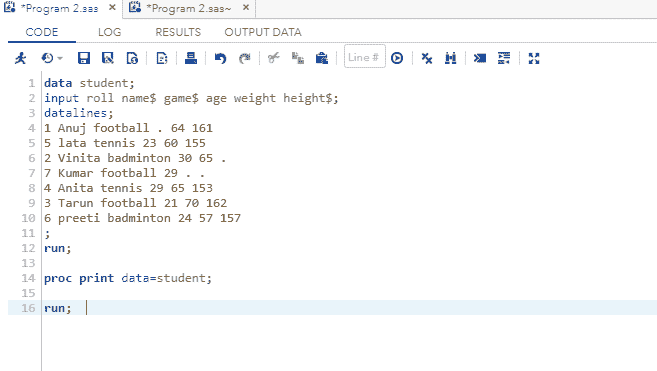 *Program 2.sas × *Program 2.sas~ ×
CODE LOG RESULTS OUTPUT DATA
Line #
1 data student;
2 input roll name$ game$ age weight height$;
3 datalines;
4 1 Anuj football . 64 161
5 5 lata tennis 23 60 155
6 2 Vinita badminton 30 65 .
7 7 Kumar football 29 . .
8 4 Anita tennis 29 65 153
9 3 Tarun football 21 70 162
10 6 preeti badminton 24 57 157
11 ;
12 run;
13
14 proc print data=student;
15
16 run;